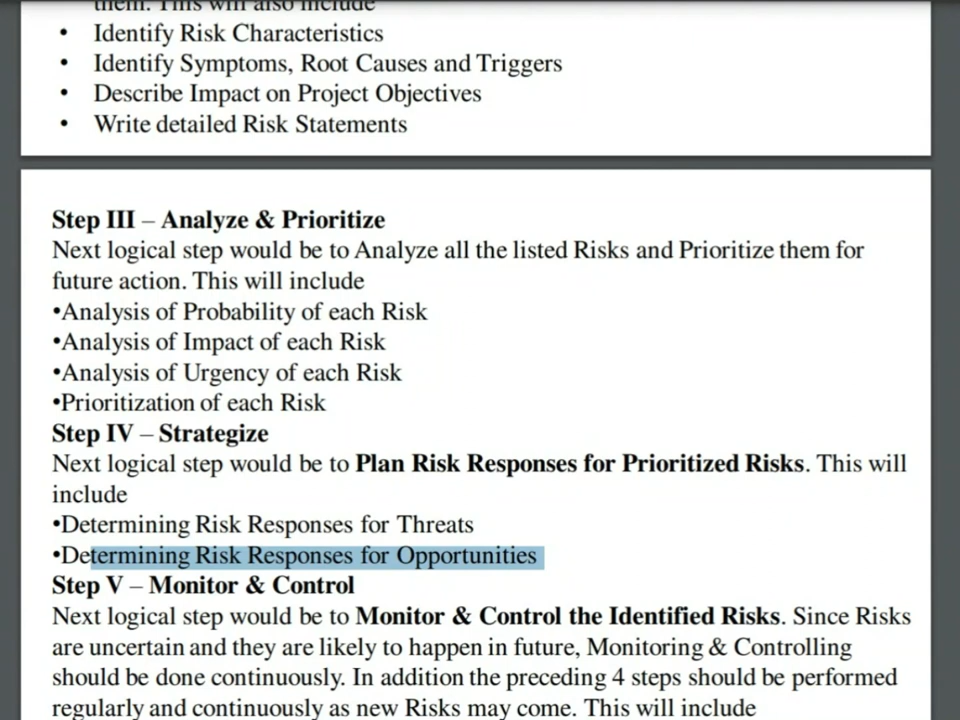 them. This will also include
• Identify Risk Characteristics
• Identify Symptoms, Root Causes and Triggers
• Describe Impact on Project Objectives
• Write detailed Risk Statements
Step III – Analyze & Prioritize
Next logical step would be to Analyze all the listed Risks and Prioritize them for
future action. This will include
•Analysis of Probability of each Risk
•Analysis of Impact of each Risk
•Analysis of Urgency of each Risk
•Prioritization of each Risk
Step IV – Strategize
Next logical step would be to Plan Risk Responses for Prioritized Risks. This will
include
•Determining Risk Responses for Threats
•Determining Risk Responses for Opportunities
Step V – Monitor & Control
Next logical step would be to Monitor & Control the Identified Risks. Since Risks
are uncertain and they are likely to happen in future, Monitoring & Controlling
should be done continuously. In addition the preceding 4 steps should be performed
regularly and continuously as new Risks may come. This will include